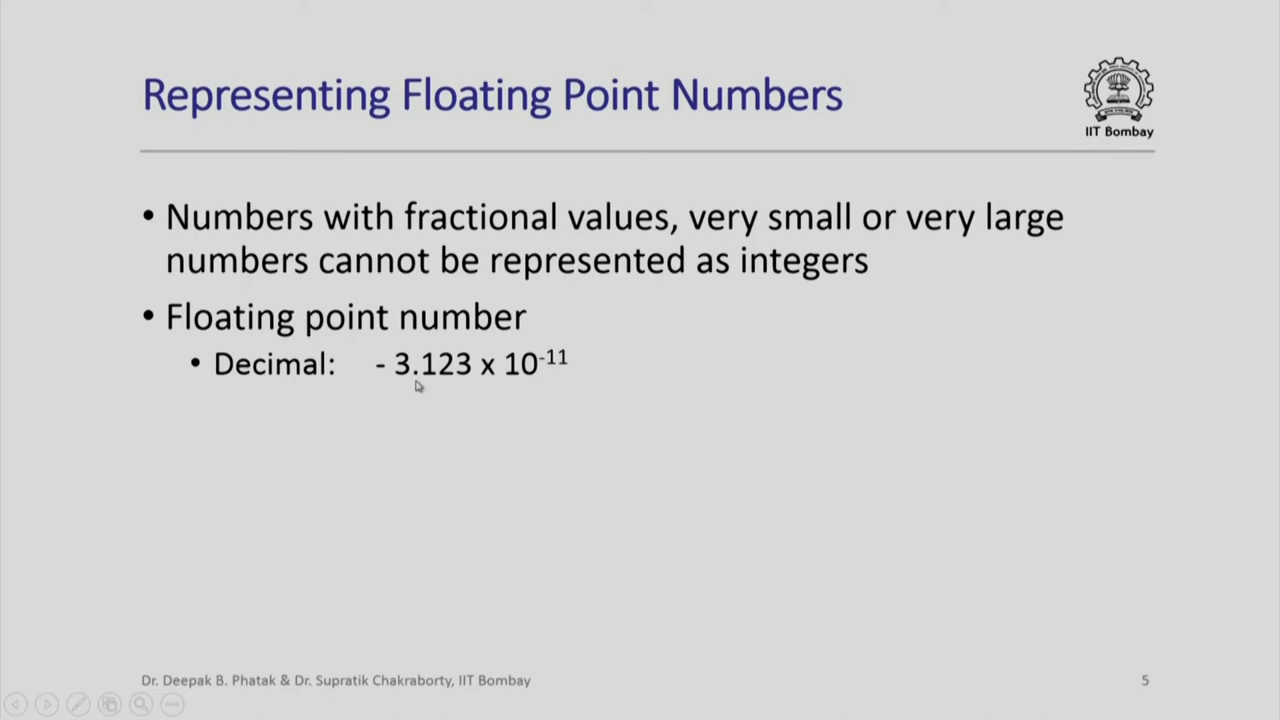 Representing Floating Point Numbers
IIT Bombay
• Numbers with fractional values, very small or very large
numbers cannot be represented as integers
• Floating point number
• Decimal: - 3.123 x 10⁻¹¹
Dr. Deepak B. Phatak & Dr. Supratik Chakraborty, IIT Bombay
5